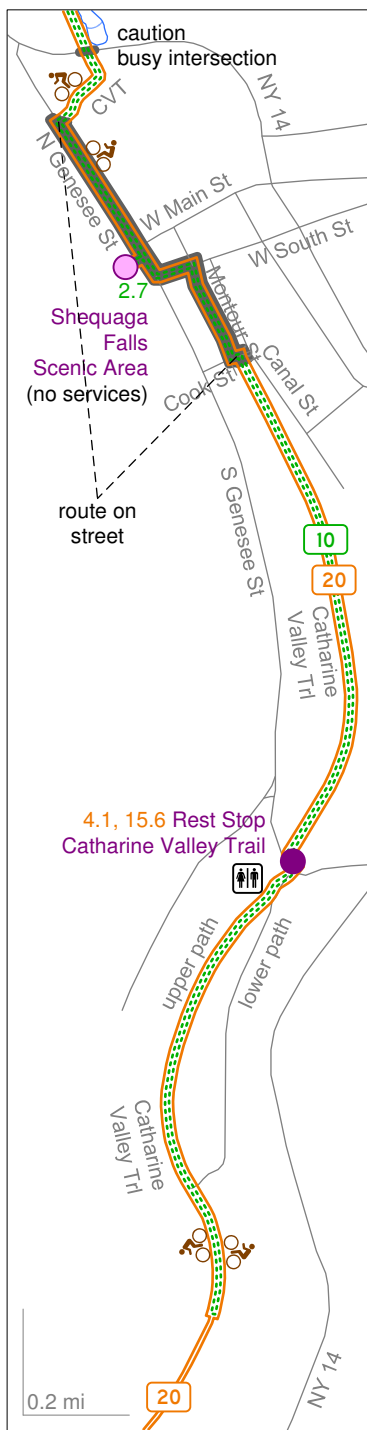 caution
busy intersection
CVT
NY 14
N Genesee St
W Main St
W South St
2.7
Shequaga
Falls
Scenic Area
(no services)
Montour St
Canal St
Cook St
route on
street
S Genesee St
10
20
Catharine
Valley Trl
4.1, 15.6 Rest Stop
Catharine Valley Trail
upper path
lower path
Catharine
Valley Trl
NY 14
0.2 mi
20